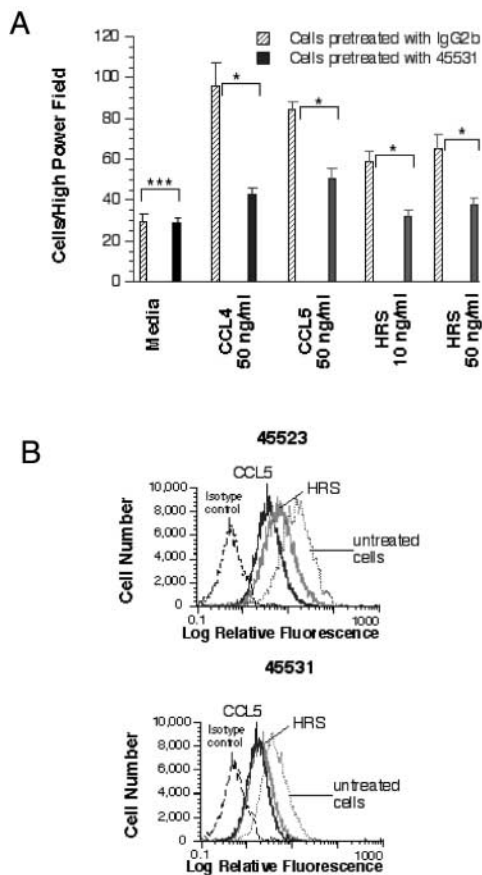 A
Cells/High Power Field
120
100
80
60
40
20
0
Cells pretreated with IgG2b
Cells pretreated with 45531
***
*
*
*
*
Media
CCL4
50 ng/ml
CCL5
50 ng/ml
HRS
10 ng/ml
HRS
50 ng/ml
B
45523
CCL5
HRS
Isotype
control
untreated
cells
Cell Number
10,000
8,000
6,000
4,000
2,000
0
0.1
1000
Log Relative Fluorescence
45531
CCL5
HRS
Isotype
control
untreated
cells
Cell Number
10,000
8,000
6,000
4,000
2,000
0
0.1
1000
Log Relative Fluorescence